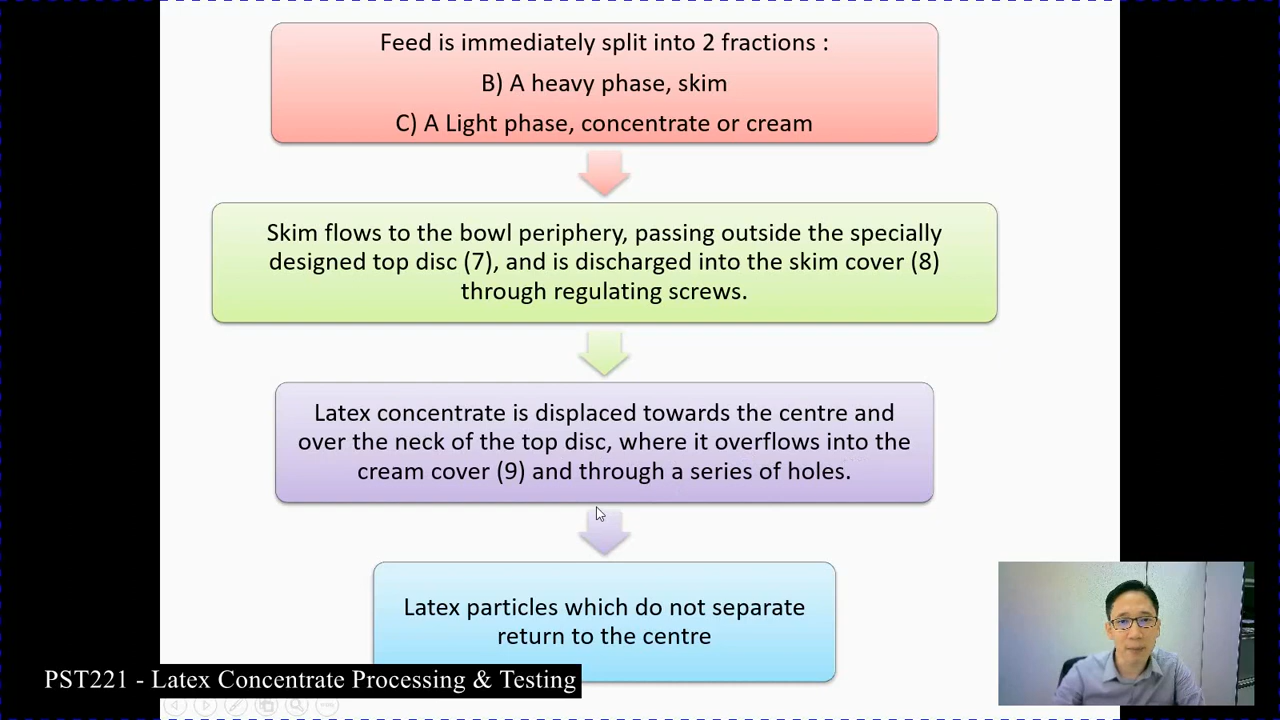 Feed is immediately split into 2 fractions :
B) A heavy phase, skim
C) A Light phase, concentrate or cream
Skim flows to the bowl periphery, passing outside the specially
designed top disc (7), and is discharged into the skim cover (8)
through regulating screws.
Latex concentrate is displaced towards the centre and
over the neck of the top disc, where it overflows into the
cream cover (9) and through a series of holes.
Latex particles which do not separate
return to the centre
PST221 - Latex Concentrate Processing & Testing